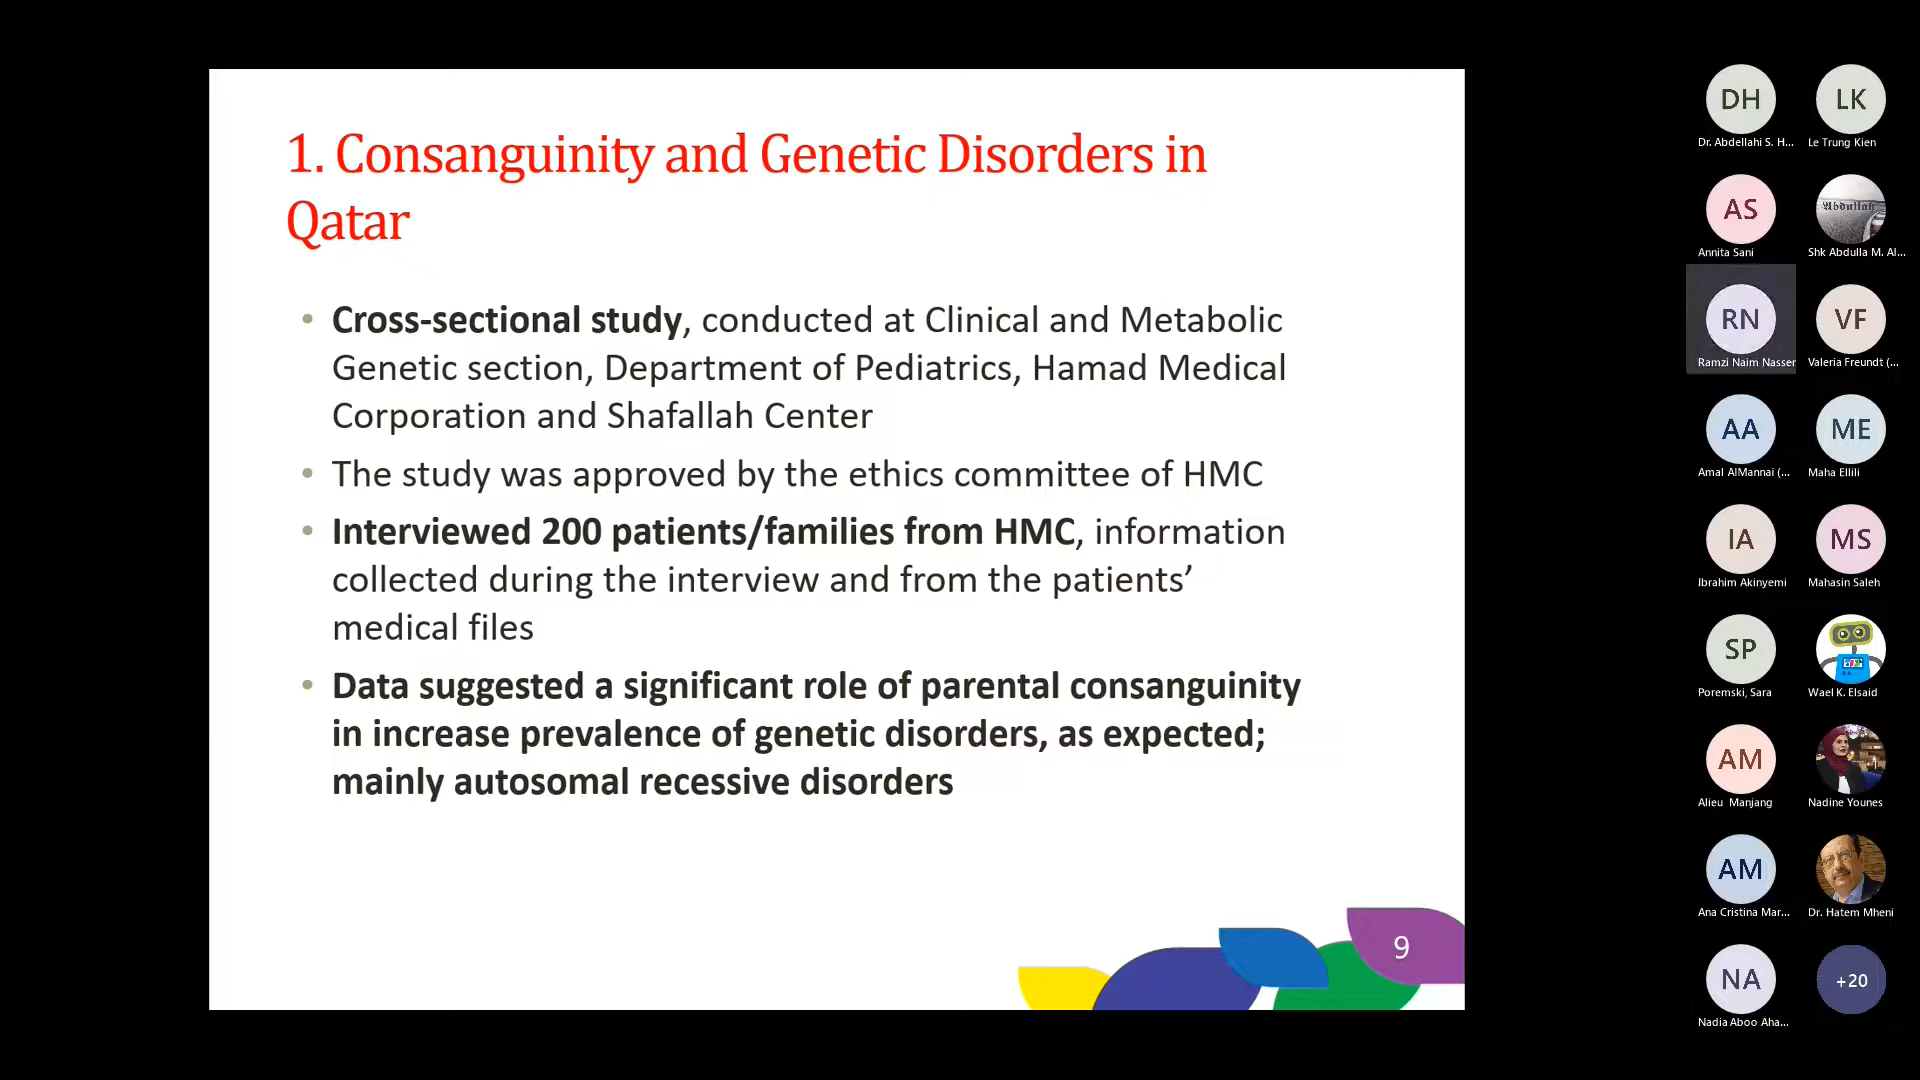 1. Consanguinity and Genetic Disorders in
Qatar
• Cross-sectional study, conducted at Clinical and Metabolic
Genetic section, Department of Pediatrics, Hamad Medical
Corporation and Shafallah Center
• The study was approved by the ethics committee of HMC
• Interviewed 200 patients/families from HMC, information
collected during the interview and from the patients’
medical files
• Data suggested a significant role of parental consanguinity
in increase prevalence of genetic disorders, as expected;
mainly autosomal recessive disorders
9
DH LK
Dr. Abdellahi S. H... Le Trung Kien
AS Abdullah
Annita Sani Shk Abdulla M. Al...
RN VF
Ramzi Naim Nasser Valeria Freundt (...
AA ME
Amal AlMannai (... Maha Ellili
IA MS
Ibrahim Akinyemi Mahasin Saleh
SP
Poremski, Sara Wael K. Elsaid
AM
Alieu Manjang Nadine Younes
AM
Ana Cristina Mar... Dr. Hatem Mheni
NA +20
Nadia Aboo Aha...